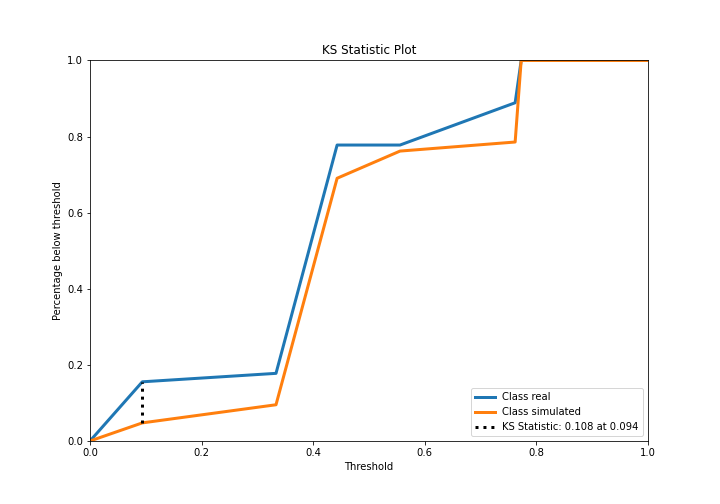 KS Statistic Plot
1.0
0.8
0.6
0.4
0.2
0.0
Percentage below threshold
0.0 0.2 0.4 0.6 0.8 1.0
Threshold
Class real
Class simulated
KS Statistic: 0.108 at 0.094